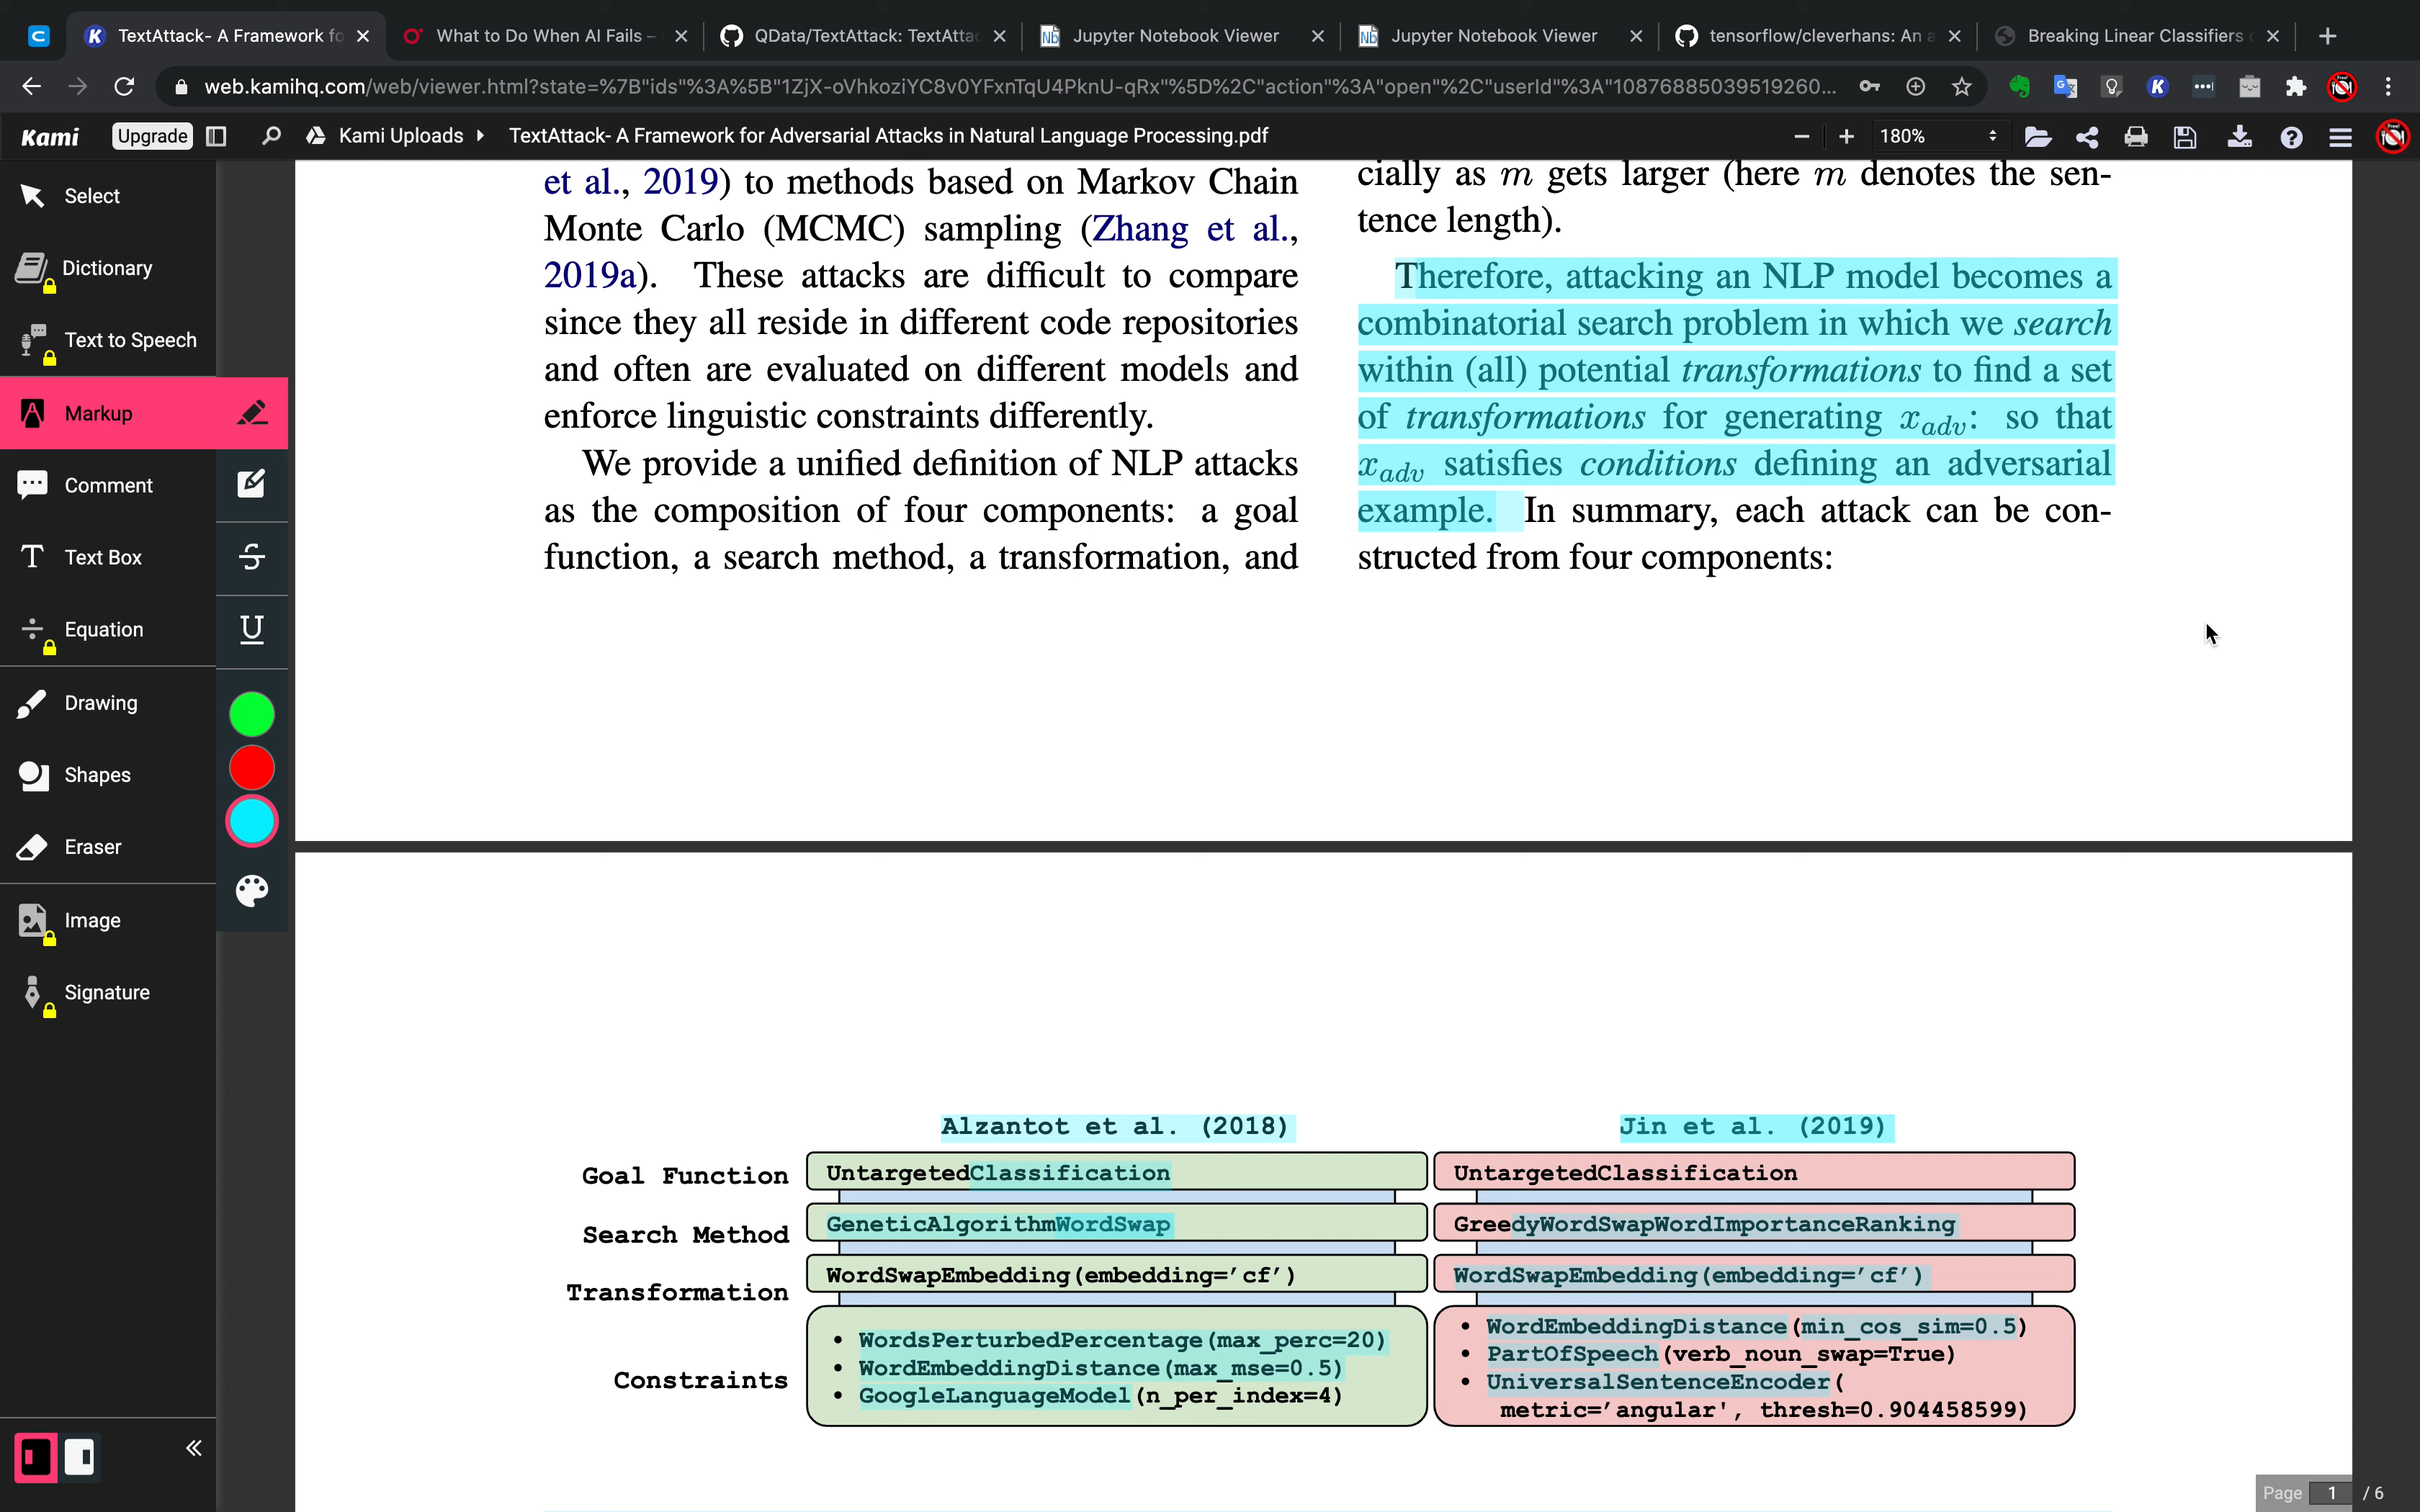 TextAttack- A Framework fo
What to Do When AI Fails –
QData/TextAttack: TextAttac
Jupyter Notebook Viewer
Jupyter Notebook Viewer
tensorflow/cleverhans: An a
Breaking Linear Classifiers o
web.kamihq.com/web/viewer.html?state=%7B"ids"%3A%5B"1ZjX-oVhkoziYC8v0YFxnTqU4PknU-qRx"%5D%2C"action"%3A"open"%2C"userId"%3A"10876885039519260...
Kami
Upgrade
Kami Uploads
TextAttack- A Framework for Adversarial Attacks in Natural Language Processing.pdf
180%
Select
Dictionary
Text to Speech
Markup
Comment
Text Box
Equation
Drawing
Shapes
Eraser
Image
Signature
et al., 2019) to methods based on Markov Chain
Monte Carlo (MCMC) sampling (Zhang et al.,
2019a). These attacks are difficult to compare
since they all reside in different code repositories
and often are evaluated on different models and
enforce linguistic constraints differently.
We provide a unified definition of NLP attacks
as the composition of four components: a goal
function, a search method, a transformation, and
cially as m gets larger (here m denotes the sen-
tence length).
Therefore, attacking an NLP model becomes a
combinatorial search problem in which we search
within (all) potential transformations to find a set
of transformations for generating x_adv: so that
x_adv satisfies conditions defining an adversarial
example. In summary, each attack can be con-
structed from four components:
Alzantot et al. (2018)
Jin et al. (2019)
Goal Function
UntargetedClassification
UntargetedClassification
Search Method
GeneticAlgorithmWordSwap
GreedyWordSwapWordImportanceRanking
Transformation
WordSwapEmbedding(embedding='cf')
WordSwapEmbedding(embedding='cf')
Constraints
• WordsPerturbedPercentage(max_perc=20)
• WordEmbeddingDistance(max_mse=0.5)
• GoogleLanguageModel(n_per_index=4)
• WordEmbeddingDistance(min_cos_sim=0.5)
• PartOfSpeech(verb_noun_swap=True)
• UniversalSentenceEncoder(
metric='angular', thresh=0.904458599)
Page 1 / 6